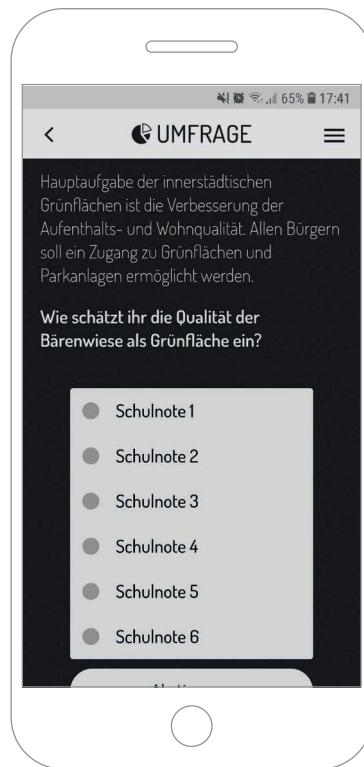 65% 17:41
UMFRAGE
Hauptaufgabe der innerstädtischen
Grünflächen ist die Verbesserung der
Aufenthalts- und Wohnqualität. Allen Bürgern
soll ein Zugang zu Grünflächen und
Parkanlagen ermöglicht werden.
Wie schätzt ihr die Qualität der
Bärenwiese als Grünfläche ein?
Schulnote 1
Schulnote 2
Schulnote 3
Schulnote 4
Schulnote 5
Schulnote 6